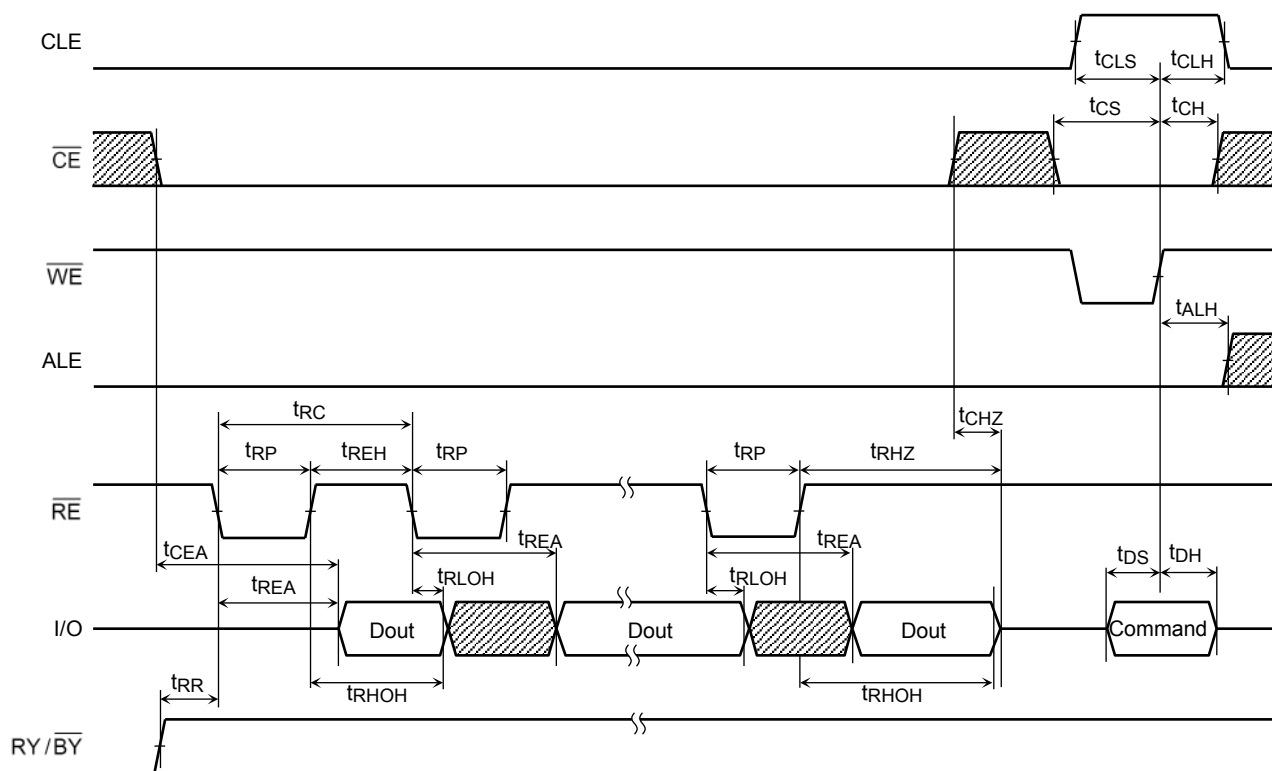 CLE
tCLS
tCLH
tCS
tCH
CE
WE
tALH
ALE
tRC
tCHZ
tRP
tREH
tRP
tRP
tRHZ
RE
tCEA
tREA
tREA
tDS
tDH
tREA
tRLOH
tRLOH
I/O
Dout
Dout
Dout
Command
tRR
tRHOH
tRHOH
RY/BY